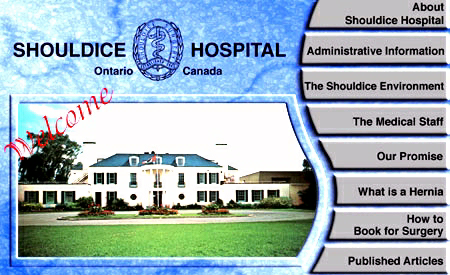 SHOULDICE HOSPITAL
Ontario Canada
Welcome
About
Shouldice Hospital
Administrative Information
The Shouldice Environment
The Medical Staff
Our Promise
What is a Hernia
How to
Book for Surgery
Published Articles